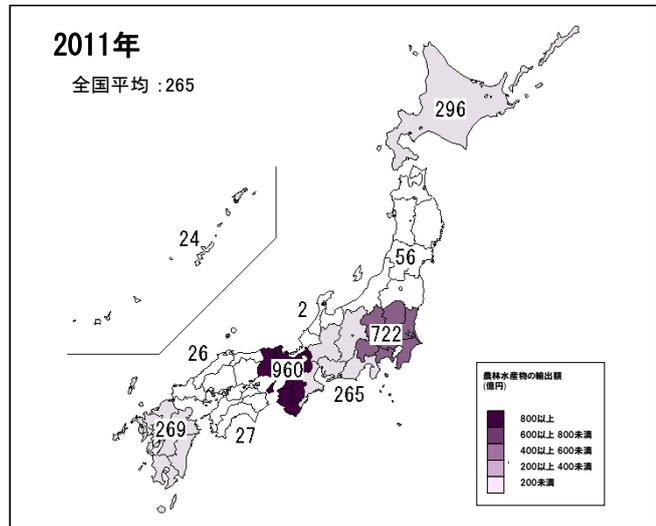 2011年
全国平均 :265
296
24
56
2
722
26
960
265
269
27
農林水産物の輸出額
(億円)
800以上
600以上 800未満
400以上 600未満
200以上 400未満
200未満